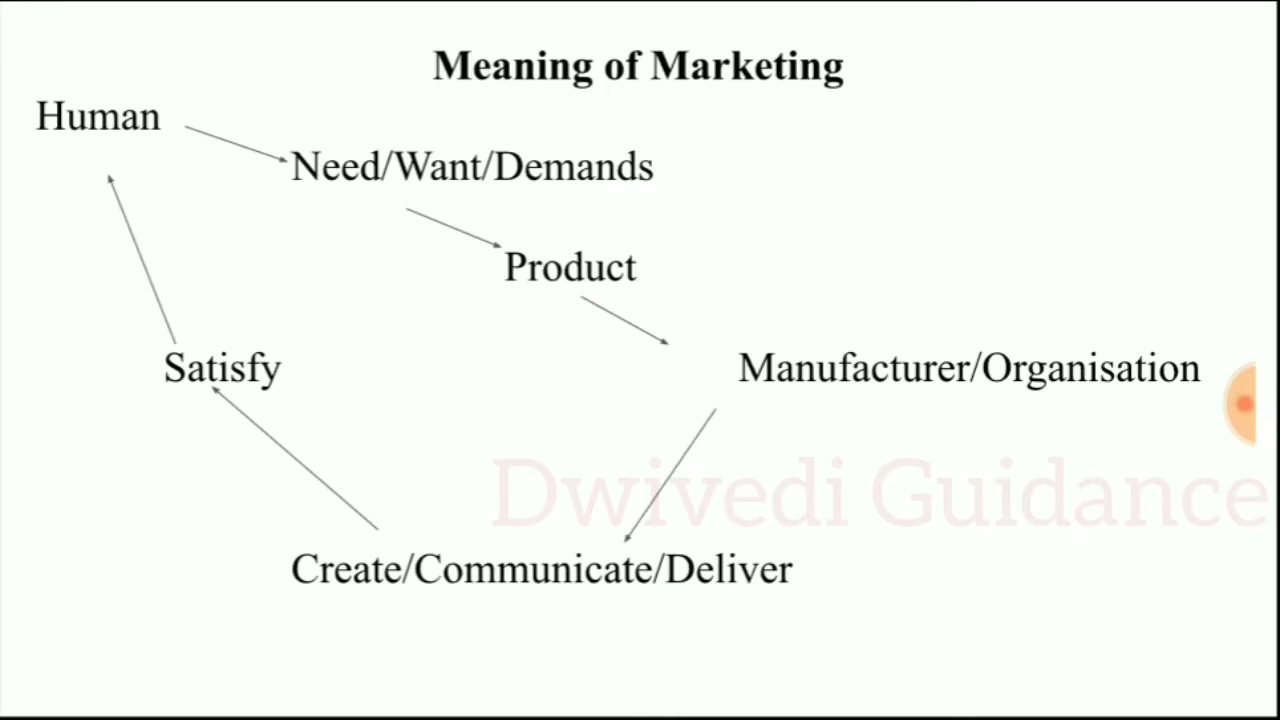 Meaning of Marketing
Human
Need/Want/Demands
Product
Satisfy
Manufacturer/Organisation
Dwivedi Guidance
Create/Communicate/Deliver